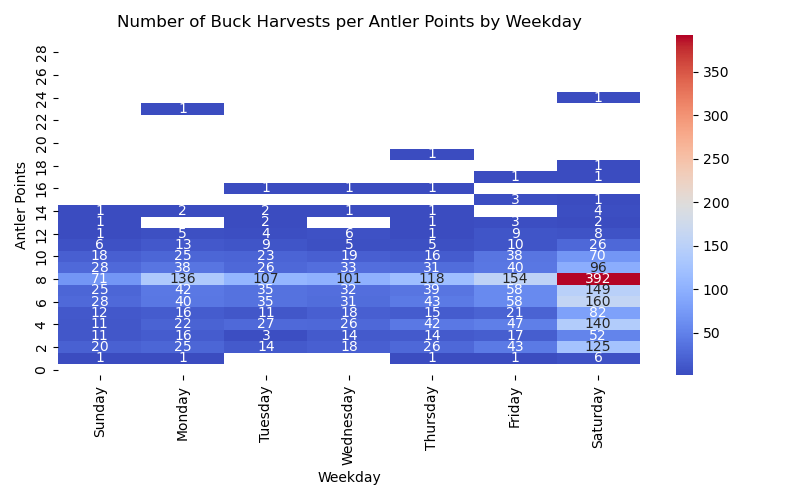 Number of Buck Harvests per Antler Points by Weekday
Antler Points
28
26
24 1
1
22
20
1
18 1
1 1
16 1 1 1
3 1
14 1 2 2 1 1 4
1 2 1 3 2
12 1 5 4 6 1 9 8
6 13 9 5 5 10 26
10 18 25 23 19 16 38 70
28 38 26 33 31 40 96
8 71 136 107 101 118 154 392
25 42 35 32 39 58 149
6 28 40 35 31 43 58 160
12 16 11 18 15 21 82
4 11 22 27 26 42 47 140
11 16 3 14 14 17 52
2 20 25 14 18 26 43 125
1 1 1 1 6
0
Sunday Monday Tuesday Wednesday Thursday Friday Saturday
Weekday
350
300
250
200
150
100
50